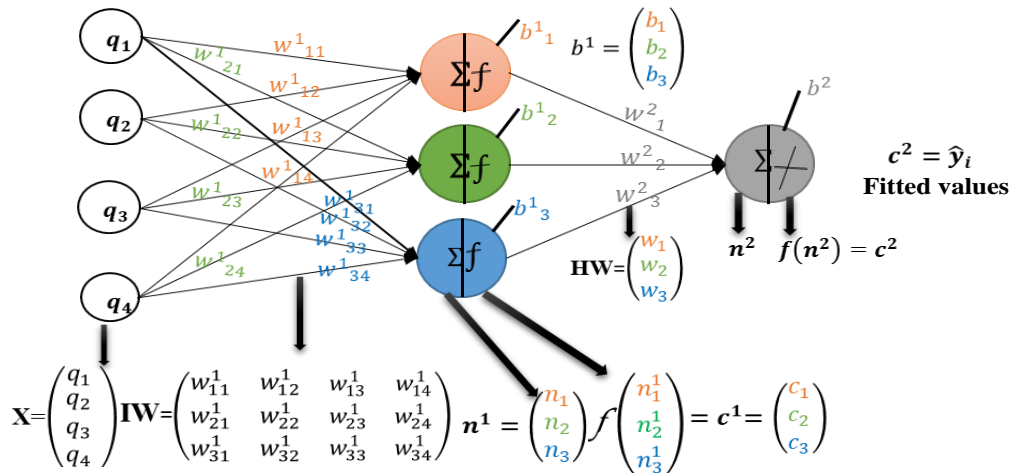 q₁
q₂
q₃
q₄
w¹₁₁
w¹₂₁
w¹₁₂
w¹₂₂
w¹₁₃
w¹₁₄
w¹₂₃
w¹₃₁
w¹₃₂
w¹₃₃
w¹₂₄
w¹₃₄
Σf
b¹₁
Σf
b¹₂
Σf
b¹₃
b¹ = (b₁ b₂ b₃)
w²₁
w²₂
w²₃
Σ
b²
c² = ŷᵢ
Fitted values
HW=(w₁ w₂ w₃)
n²
f(n²) = c²
X=(q₁ q₂ q₃ q₄)
IW=(w¹₁₁ w¹₁₂ w¹₁₃ w¹₁₄
w¹₂₁ w¹₂₂ w¹₂₃ w¹₂₄
w¹₃₁ w¹₃₂ w¹₃₃ w¹₃₄)
n¹ = (n₁ n₂ n₃)
f(n¹₁ n¹₂ n¹₃) = c¹= (c₁ c₂ c₃)